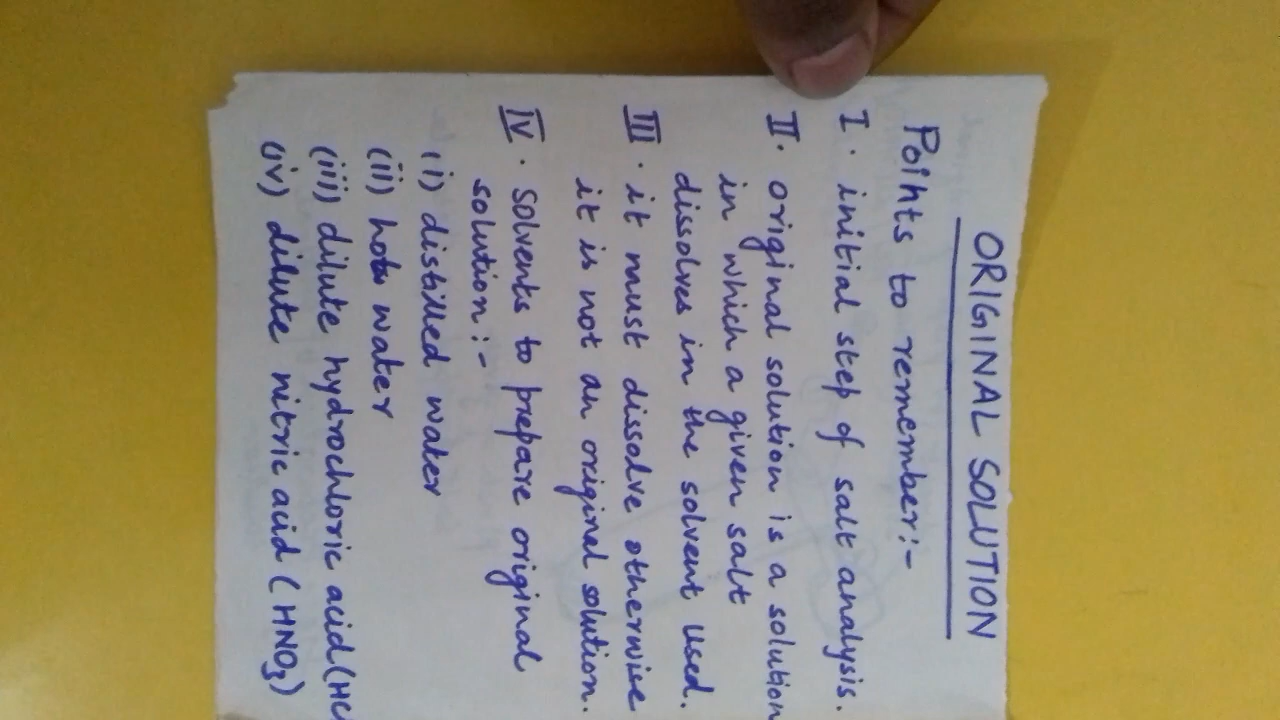 ORIGINAL SOLUTION
Points to remember:-
I. initial step of salt analysis.
II. original solution is a solution
in which a given salt
dissolves in the solvent used.
III. it must dissolve otherwise
it is not an original solution.
IV. solvents to prepare original
solution:-
(i) distilled water
(ii) hot water
(iii) dilute hydrochloric acid (HCl
(iv) dilute nitric acid (HNO3)